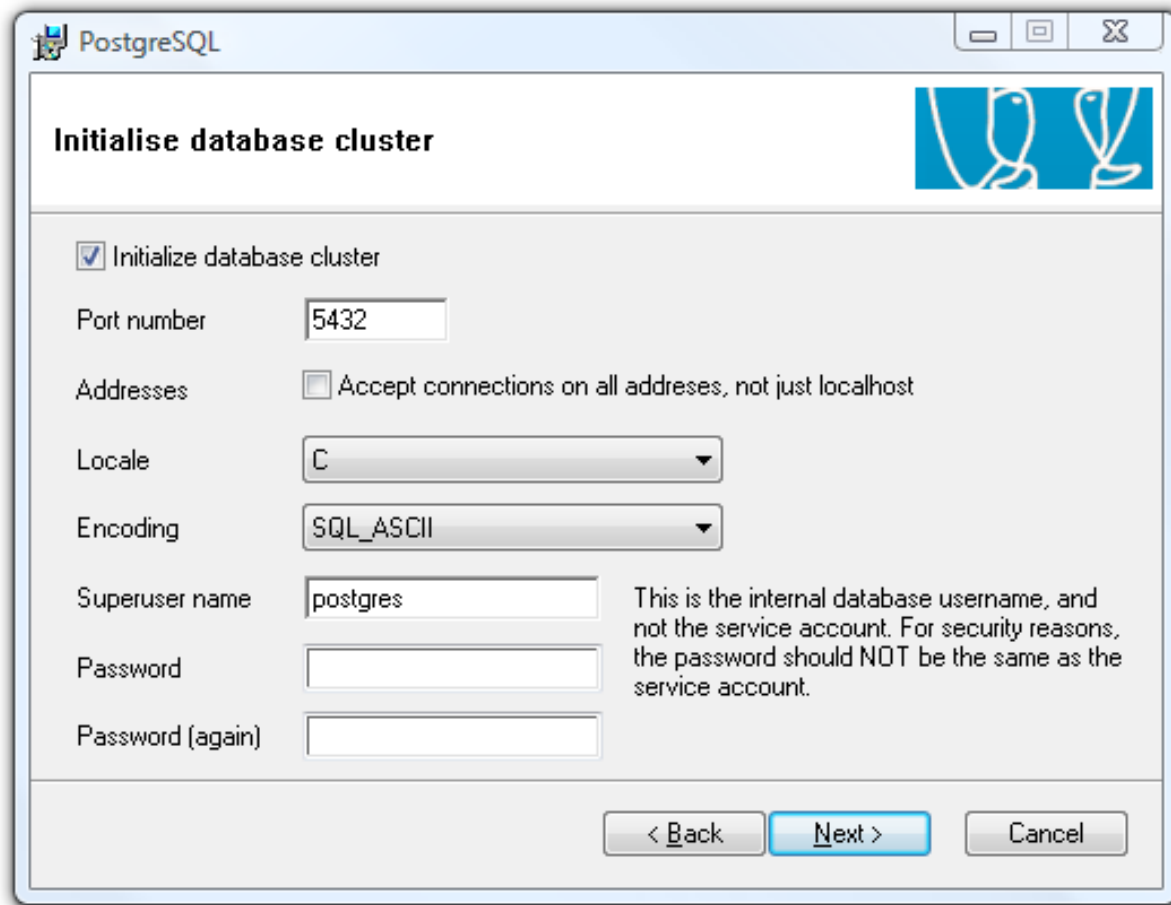 PostgreSQL
Initialise database cluster
Initialize database cluster
Port number 5432
Addresses Accept connections on all addreses, not just localhost
Locale C
Encoding SQL_ASCII
Superuser name postgres
This is the internal database username, and
not the service account. For security reasons,
the password should NOT be the same as the
service account.
Password
Password (again)
< Back Next > Cancel